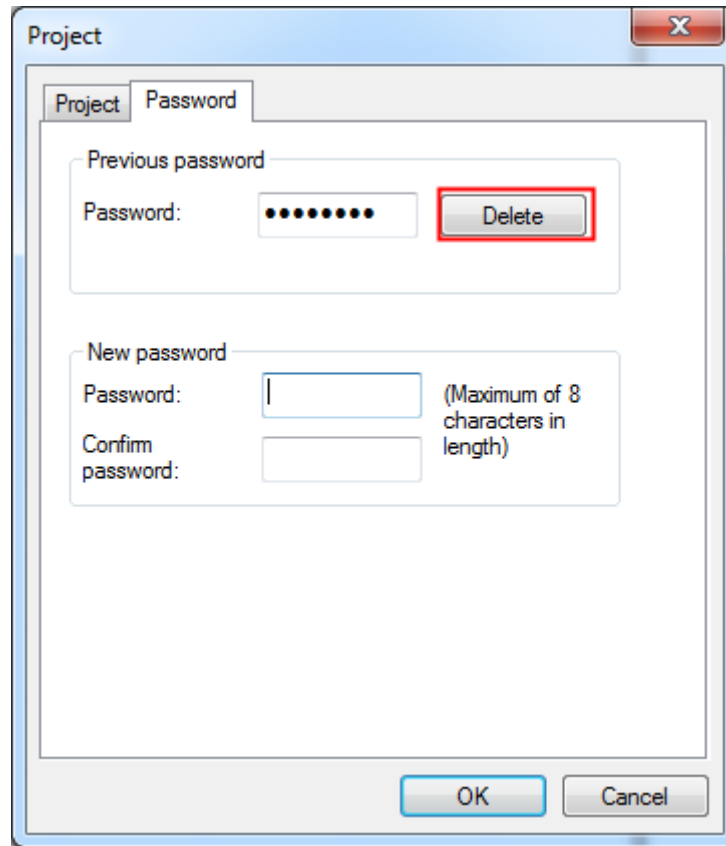 Project
Project
Password
Previous password
Password:
●●●●●●●●
Delete
New password
Password:
(Maximum of 8
characters in
length)
Confirm
password:
OK
Cancel